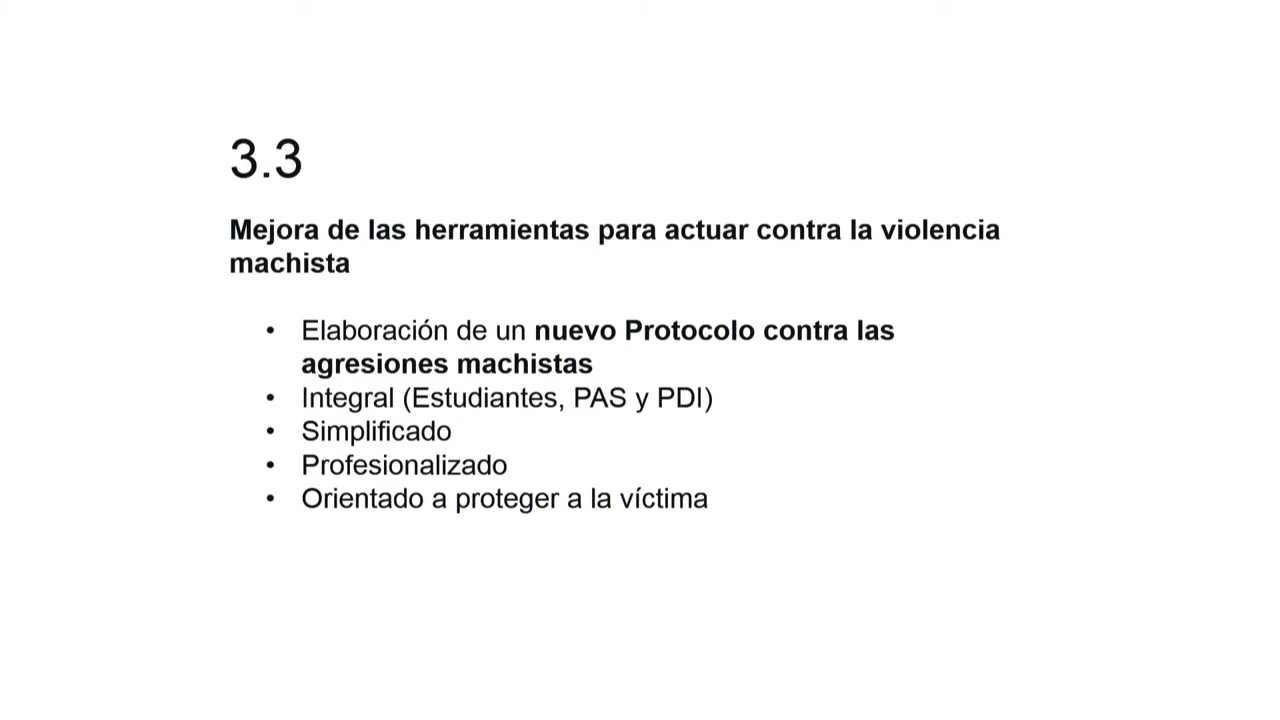 3.3
Mejora de las herramientas para actuar contra la violencia
machista
• Elaboración de un nuevo Protocolo contra las
agresiones machistas
• Integral (Estudiantes, PAS y PDI)
• Simplificado
• Profesionalizado
• Orientado a proteger a la víctima